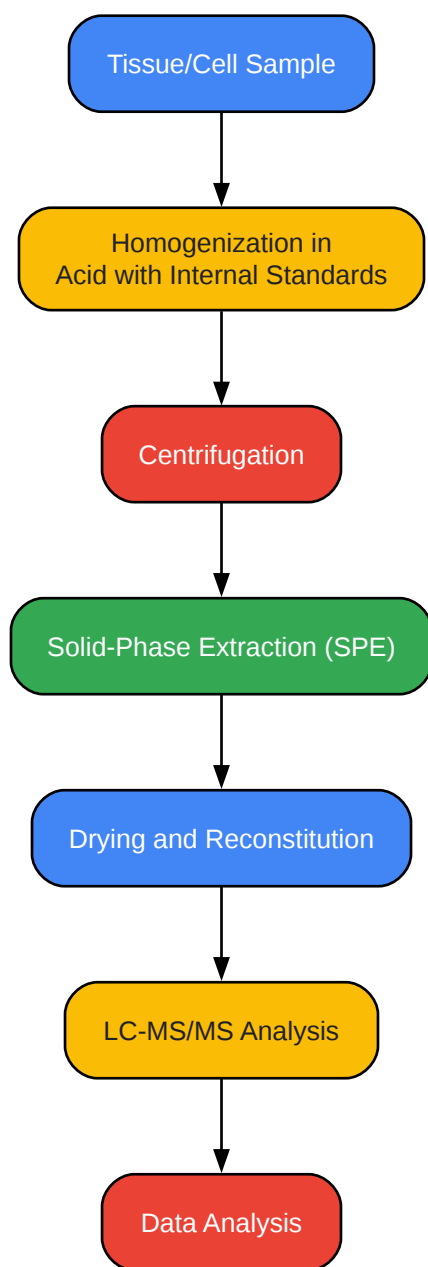 Tissue/Cell Sample
Homogenization in
Acid with Internal Standards
Centrifugation
Solid-Phase Extraction (SPE)
Drying and Reconstitution
LC-MS/MS Analysis
Data Analysis